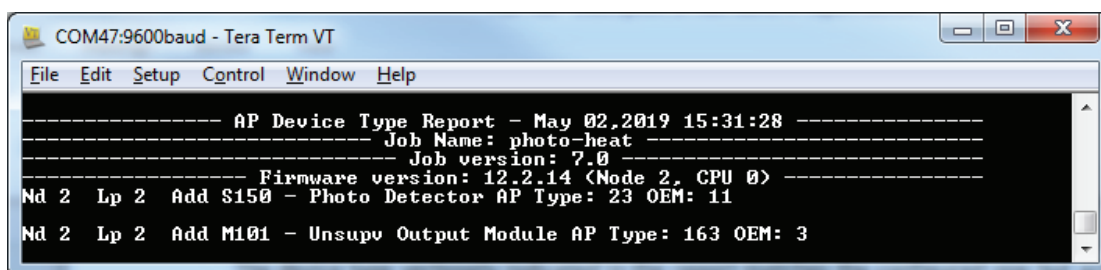 COM47:9600baud - Tera Term VT
File Edit Setup Control Window Help
---------------- AP Device Type Report - May 02,2019 15:31:28 ---------------
----------------------------- Job Name: photo-heat ---------------------------
------------------------------- Job version: 7.0 -----------------------------
------------------ Firmware version: 12.2.14 (Node 2, CPU 0) ----------------
Nd 2 Lp 2 Add S150 - Photo Detector AP Type: 23 OEM: 11
Nd 2 Lp 2 Add M101 - Unsupv Output Module AP Type: 163 OEM: 3